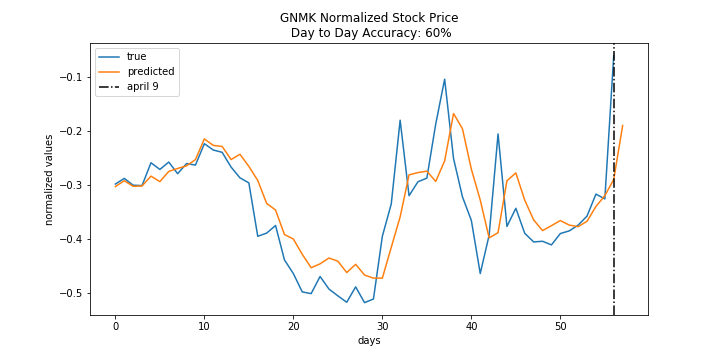 GNMK Normalized Stock Price
Day to Day Accuracy: 60%
true
predicted
april 9
normalized values
−0.1
−0.2
−0.3
−0.4
−0.5
0
10
20
30
40
50
days